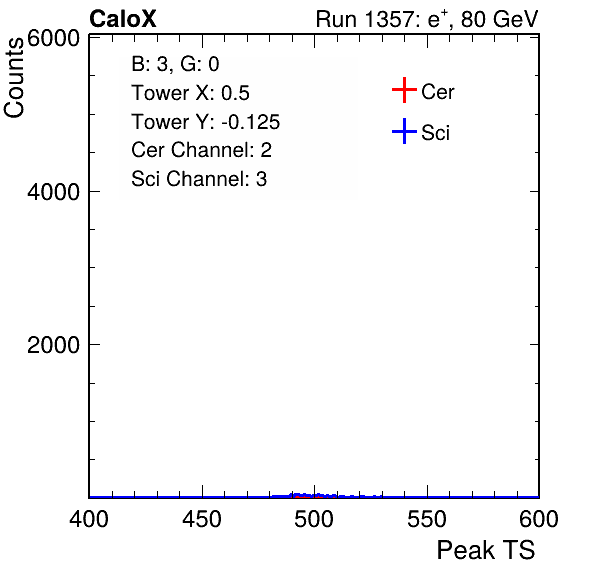 CaloX
Run 1357: e⁺, 80 GeV
Counts
6000
4000
2000
B: 3, G: 0
Tower X: 0.5
Tower Y: -0.125
Cer Channel: 2
Sci Channel: 3
Cer
Sci
400 450 500 550 600
Peak TS